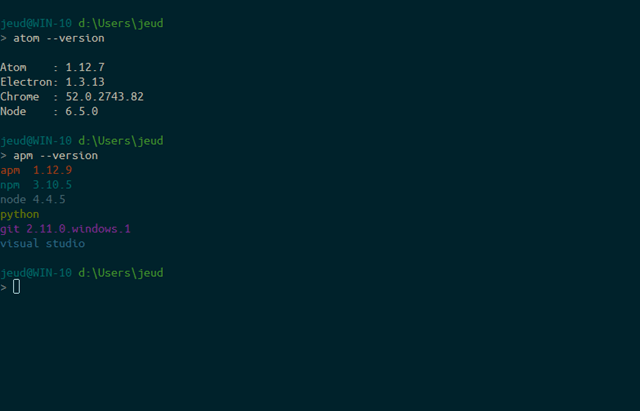 jeud@WIN-10 d:\Users\jeud
> atom --version
Atom    : 1.12.7
Electron: 1.3.13
Chrome  : 52.0.2743.82
Node    : 6.5.0
jeud@WIN-10 d:\Users\jeud
> apm --version
apm  1.12.9
npm  3.10.5
node 4.4.5
python
git 2.11.0.windows.1
visual studio
jeud@WIN-10 d:\Users\jeud
>